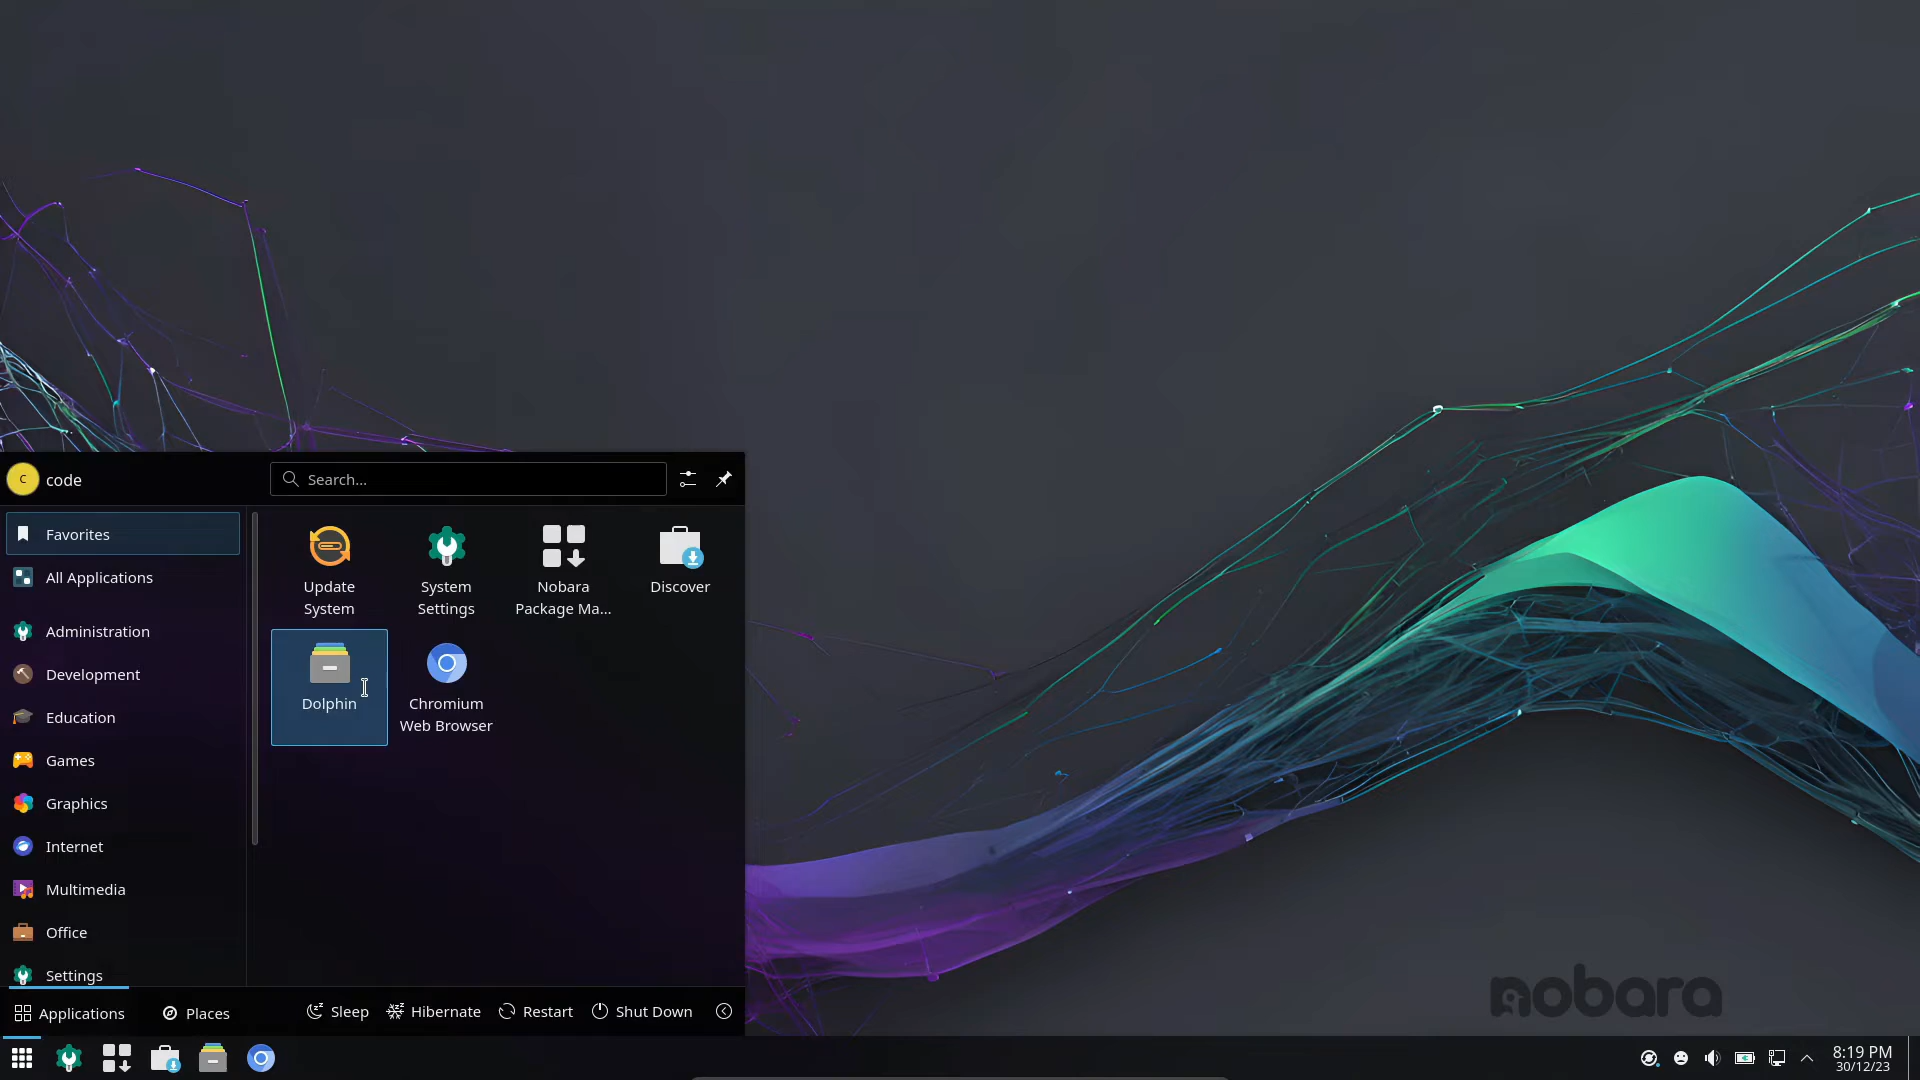 C code
Search...
Favorites
All Applications
Administration
Development
Education
Games
Graphics
Internet
Multimedia
Office
Settings
Update
System
System
Settings
Nobara
Package Ma...
Discover
Dolphin
Chromium
Web Browser
nobara
Applications
Places
Sleep
Hibernate
Restart
Shut Down
8:19 PM
30/12/23